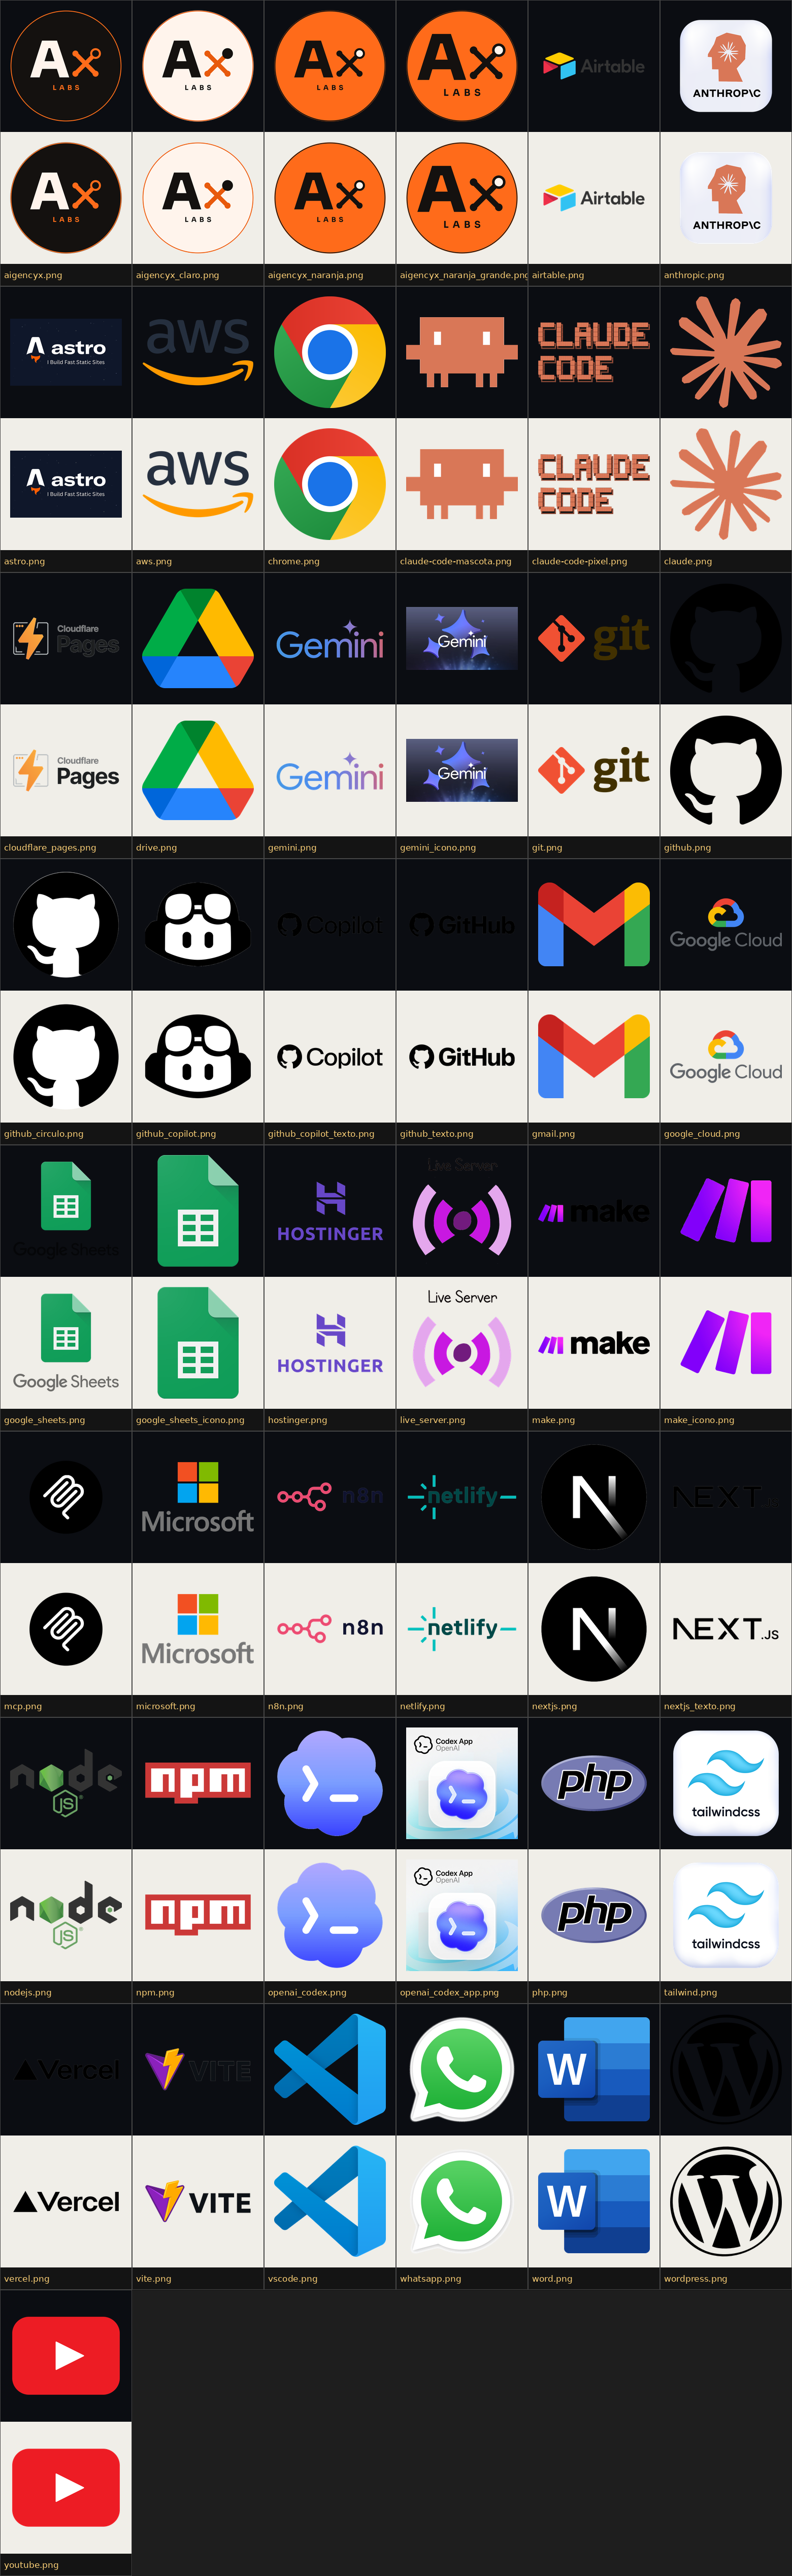 Ax
LABS
Ax
LABS
Ax
LABS
Ax
LABS
Airtable
ANTHROP\C
Ax
LABS
Ax
LABS
Ax
LABS
Ax
LABS
Airtable
ANTHROP\C
aigencyx.png
aigencyx_claro.png
aigencyx_naranja.png
aigencyx_naranja_grande.png
airtable.png
anthropic.png
astro
I Build Fast Static Sites
aws
CLAUDE
CODE
astro
I Build Fast Static Sites
aws
CLAUDE
CODE
astro.png
aws.png
chrome.png
claude-code-mascota.png
claude-code-pixel.png
claude.png
Cloudflare
Pages
Gemini
Gemini
git
Cloudflare
Pages
Gemini
Gemini
git
cloudflare_pages.png
drive.png
gemini.png
gemini_icono.png
git.png
github.png
Copilot
GitHub
Google Cloud
Copilot
GitHub
Google Cloud
github_circulo.png
github_copilot.png
github_copilot_texto.png
github_texto.png
gmail.png
google_cloud.png
Google Sheets
HOSTINGER
Live Server
make
Google Sheets
HOSTINGER
Live Server
make
google_sheets.png
google_sheets_icono.png
hostinger.png
live_server.png
make.png
make_icono.png
Microsoft
n8n
netlify
N
NEXT.JS
Microsoft
n8n
netlify
N
NEXT.JS
mcp.png
microsoft.png
n8n.png
netlify.png
nextjs.png
nextjs_texto.png
node
JS
npm
Codex App
OpenAI
php
tailwindcss
node
JS
npm
Codex App
OpenAI
php
tailwindcss
nodejs.png
npm.png
openai_codex.png
openai_codex_app.png
php.png
tailwind.png
Vercel
VITE
W
W
Vercel
VITE
W
W
vercel.png
vite.png
vscode.png
whatsapp.png
word.png
wordpress.png
youtube.png